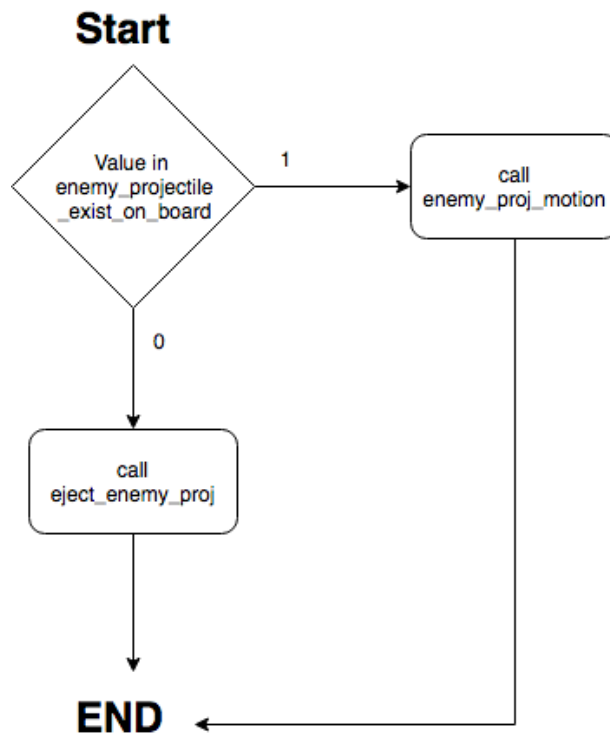 Start
Value in
enemy_projectile
_exist_on_board
1
call
enemy_proj_motion
0
call
eject_enemy_proj
END